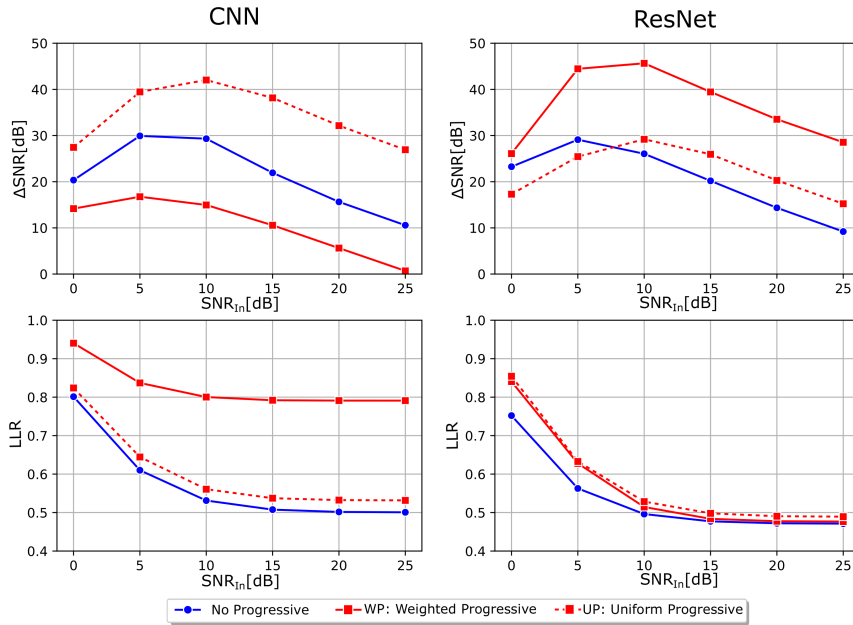 CNN
ResNet
50
40
30
20
10
0
ΔSNR[dB]
0 5 10 15 20 25
SNR_In[dB]
50
40
30
20
10
0
ΔSNR[dB]
0 5 10 15 20 25
SNR_In[dB]
1.0
0.9
0.8
0.7
0.6
0.5
0.4
LLR
0 5 10 15 20 25
SNR_In[dB]
1.0
0.9
0.8
0.7
0.6
0.5
0.4
LLR
0 5 10 15 20 25
SNR_In[dB]
No Progressive WP: Weighted Progressive UP: Uniform Progressive